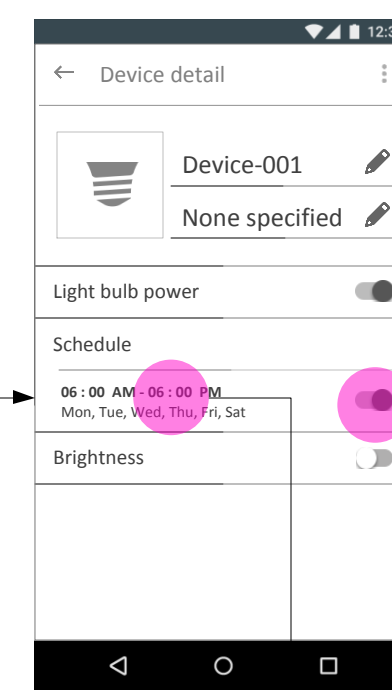 12:3
Device detail
Device-001
None specified
Light bulb power
Schedule
06 : 00 AM - 06 : 00 PM
Mon, Tue, Wed, Thu, Fri, Sat
Brightness